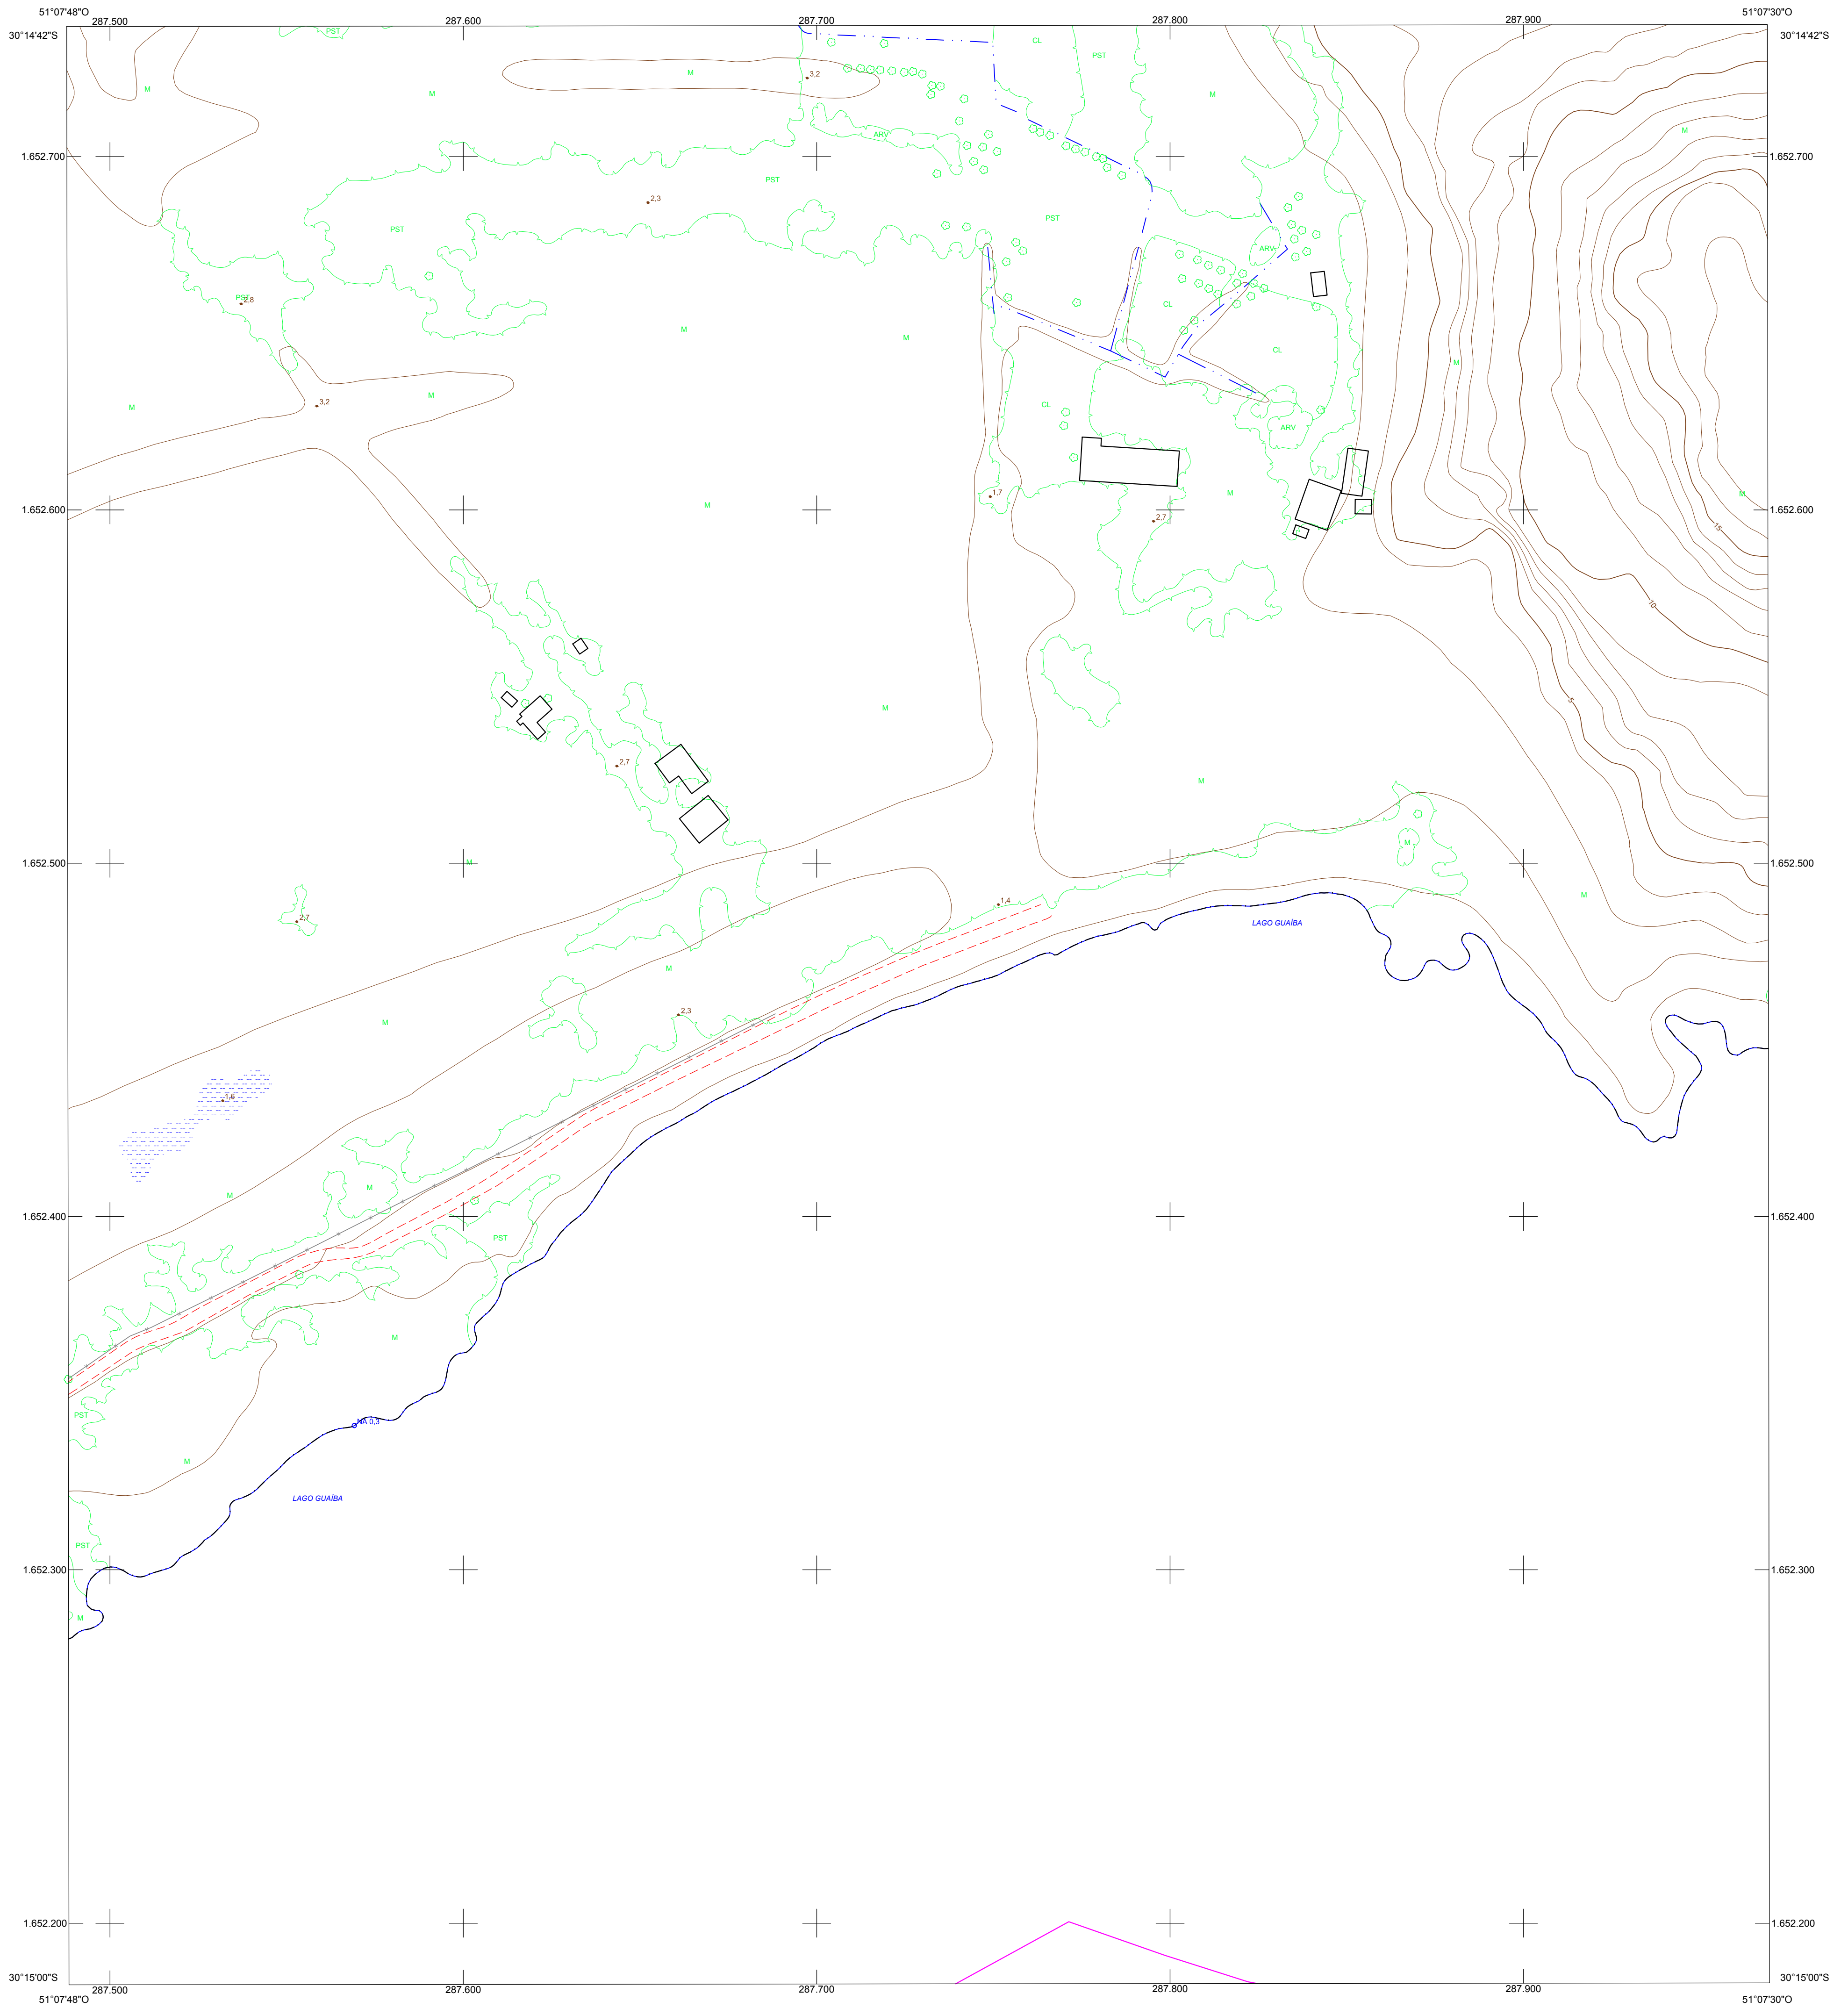 51°07'48"O
51°07'30"O
287.500
287.600
287.700
287.800
287.900
30°14'42"S
30°14'42"S
PST
CL
PST
M
M
3,2
M
M
M
ARV
1.652.700
1.652.700
PST
2,3
PST
PST
ARV
PST
2,8
CL
M
M
CL
M
M
M
3,2
CL
ARV
M
1,7
M
M
15
1.652.600
2,7
1.652.600
10
5
M
2,7
M
M
1.652.500
1.652.500
M
M
1,4
2,7
LAGO GUAÍBA
M
2,3
M
1,6
M
M
1.652.400
1.652.400
PST
M
PST
NA 0,3
M
LAGO GUAÍBA
PST
1.652.300
1.652.300
M
1.652.200
1.652.200
30°15'00"S
30°15'00"S
287.500
287.600
287.700
287.800
287.900
51°07'48"O
51°07'30"O